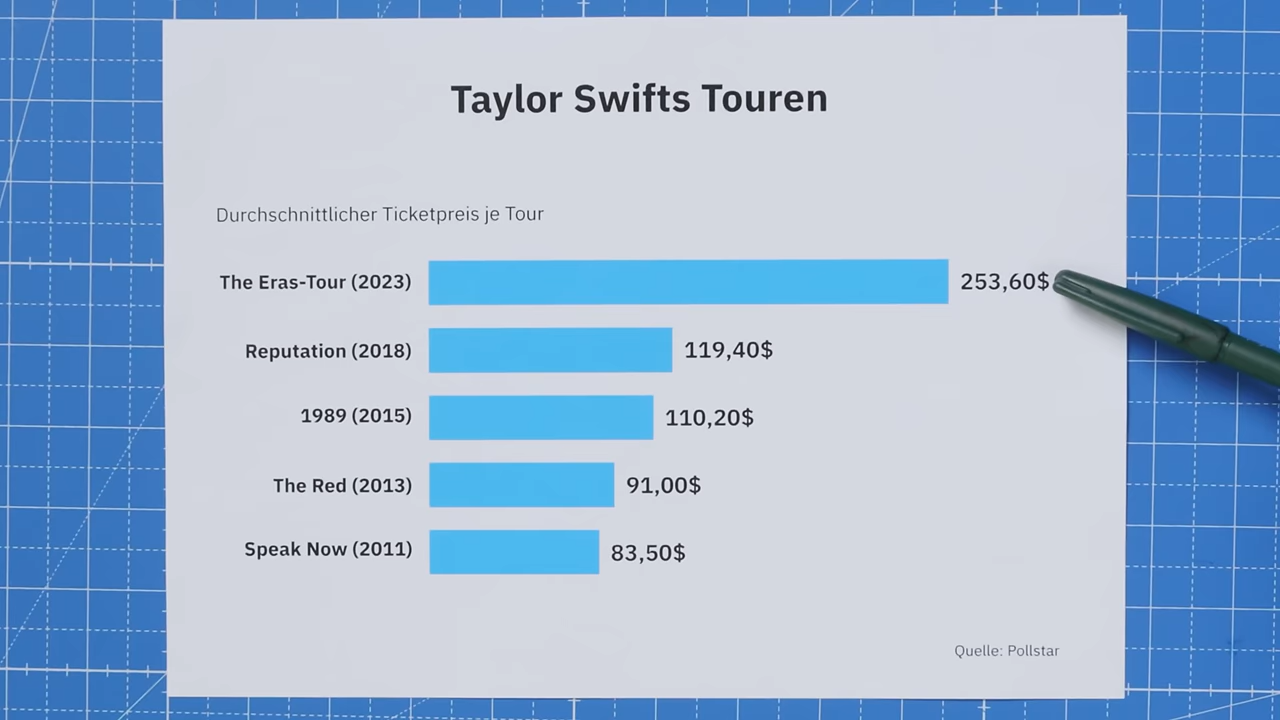 Taylor Swifts Touren
Durchschnittlicher Ticketpreis je Tour
The Eras-Tour (2023) 253,60$
Reputation (2018) 119,40$
1989 (2015) 110,20$
The Red (2013) 91,00$
Speak Now (2011) 83,50$
Quelle: Pollstar